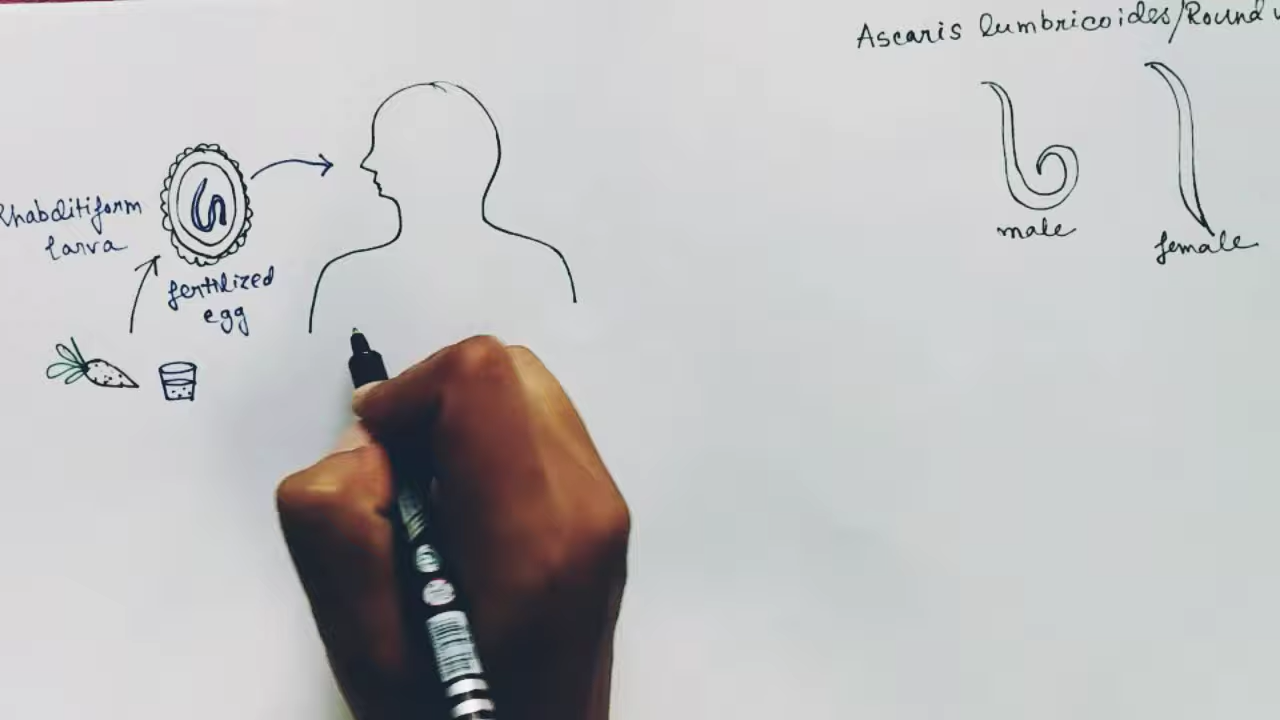 Ascaris lumbricoides/Round
Rhabditiform
larva
fertilized
egg
male
female